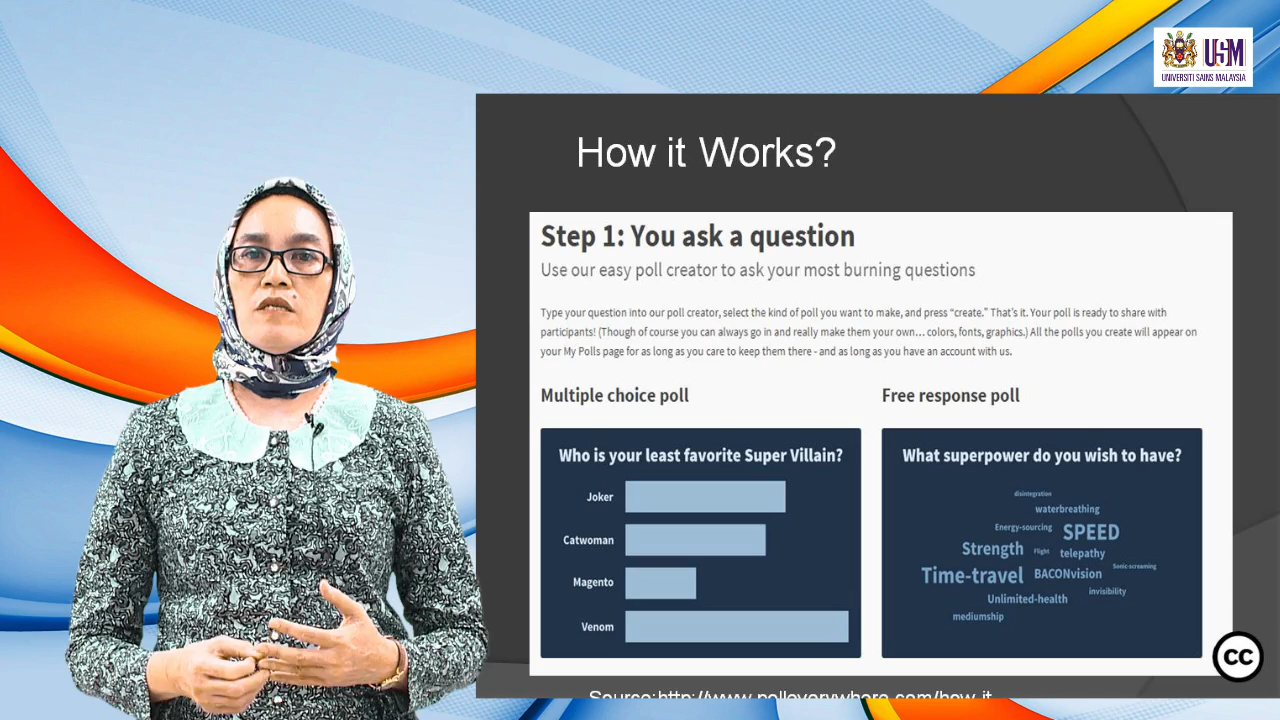 USM
UNIVERSITI SAINS MALAYSIA
How it Works?
Step 1: You ask a question
Use our easy poll creator to ask your most burning questions
Type your question into our poll creator, select the kind of poll you want to make, and press “create.” That’s it. Your poll is ready to share with
participants! (Though of course you can always go in and really make them your own... colors, fonts, graphics.) All the polls you create will appear on
your My Polls page for as long as you care to keep them there - and as long as you have an account with us.
Multiple choice poll
Who is your least favorite Super Villain?
Joker
Catwoman
Magento
Venom
Free response poll
What superpower do you wish to have?
disintegration
waterbreathing
Energy-sourcing SPEED
Strength Flight telepathy
Time-travel BACONvision Sonic-screaming
invisibility
Unlimited-health
mediumship
cc
Source:http://www.polleverywhere.com/how-it